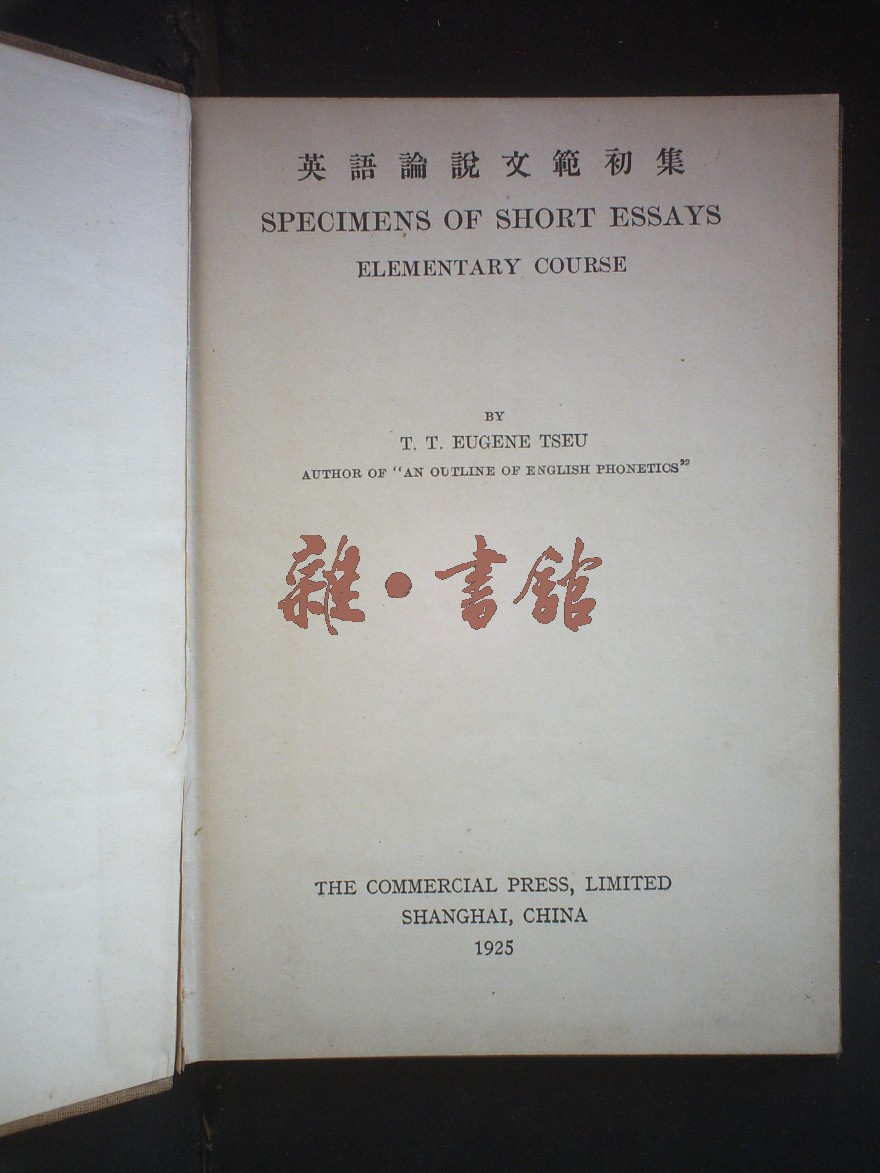 英語論說文範初集
SPECIMENS OF SHORT ESSAYS
ELEMENTARY COURSE
BY
T. T. EUGENE TSEU
AUTHOR OF "AN OUTLINE OF ENGLISH PHONETICS"
雜·書館
THE COMMERCIAL PRESS, LIMITED
SHANGHAI, CHINA
1925